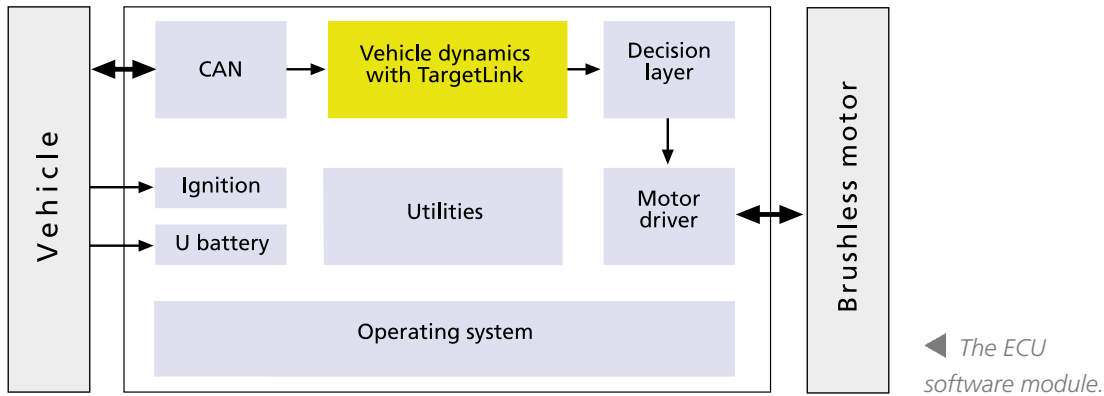 Vehicle
CAN
Vehicle dynamics
with TargetLink
Decision
layer
Ignition
U battery
Utilities
Motor
driver
Operating system
Brushless motor
◀ The ECU
software module.